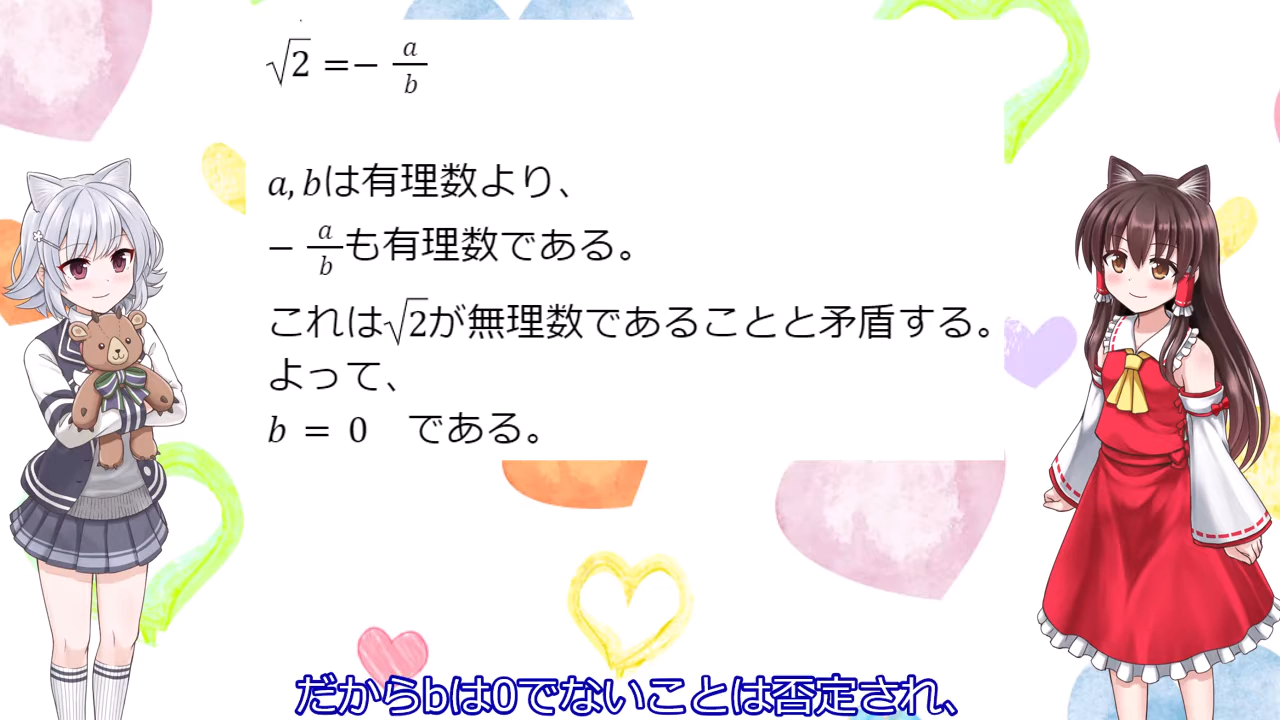 √2 = − a/b
a, bは有理数より、
− a/b も有理数である。
これは√2が無理数であることと矛盾する。
よって、
b = 0 である。
だからbは0でないことは否定され、